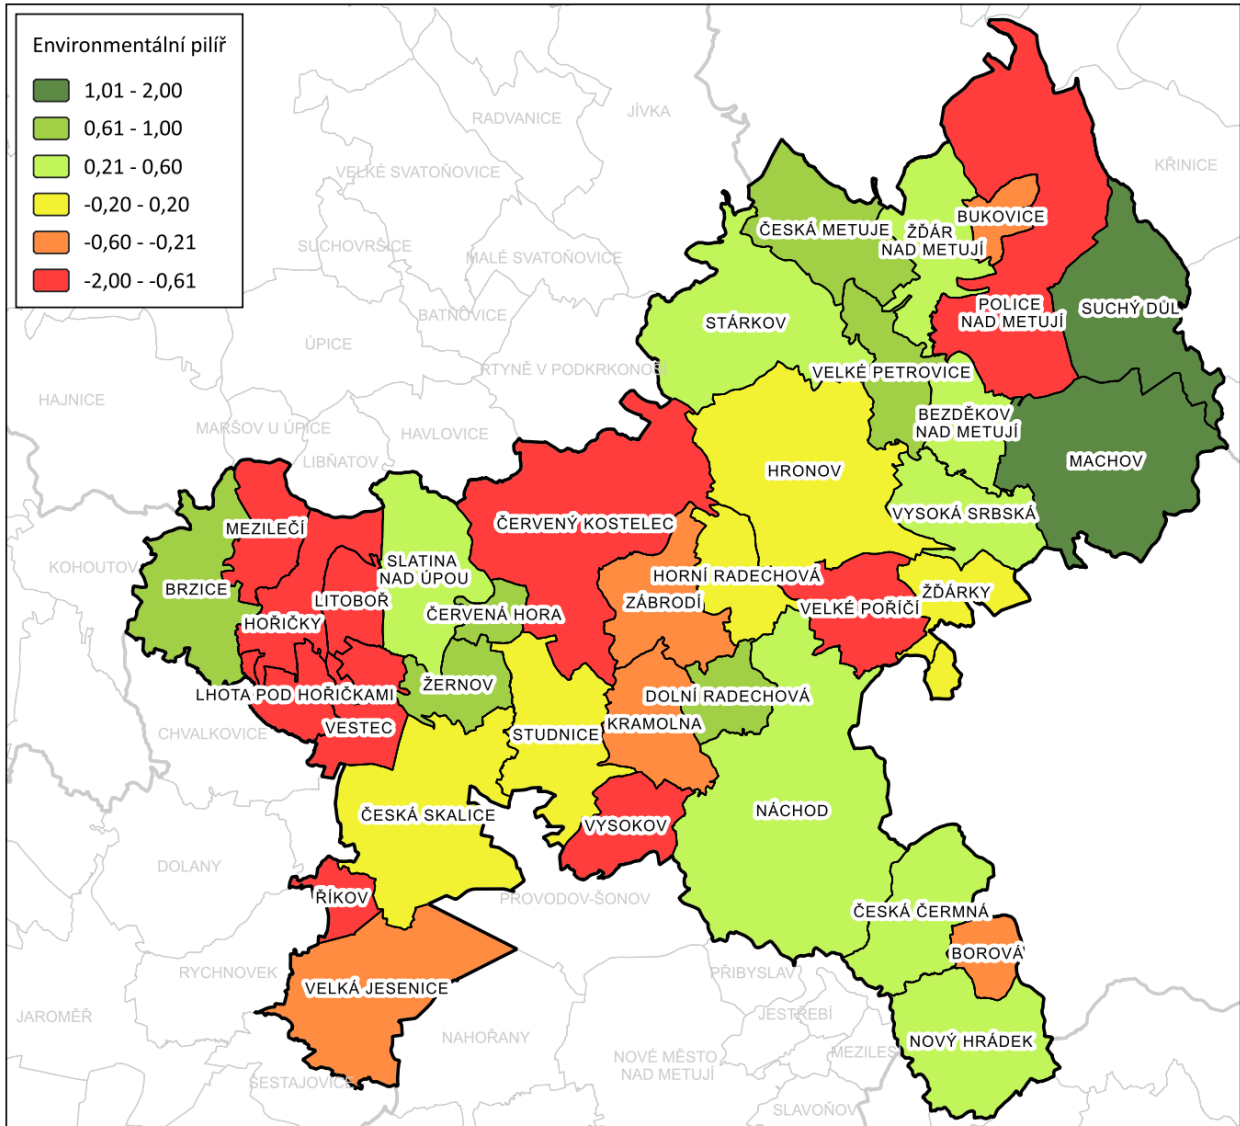 Environmentální pilíř
1,01 - 2,00
0,61 - 1,00
0,21 - 0,60
-0,20 - 0,20
-0,60 - -0,21
-2,00 - -0,61
RADVANICE
JÍVKA
KŘINICE
VELKÉ SVATOŇOVICE
BUKOVICE
ČESKÁ METUJE
ŽĎÁR
NAD METUJÍ
SUCHOVRŠICE
MALÉ SVATOŇOVICE
POLICE
NAD METUJÍ
SUCHÝ DŮL
BATŇOVICE
STÁRKOV
ÚPICE
RTYNĚ V PODKRKONOŠÍ
VELKÉ PETROVICE
HAJNICE
BEZDĚKOV
NAD METUJÍ
MARŠOV U ÚPICE
HAVLOVICE
LIBŇATOV
HRONOV
MACHOV
VYSOKÁ SRBSKÁ
MEZILEČÍ
ČERVENÝ KOSTELEC
KOHOUTOV
SLATINA
NAD ÚPOU
HORNÍ RADECHOVÁ
BRZICE
LITOBOŘ
ZÁBRODÍ
VELKÉ POŘÍČÍ
ŽĎÁRKY
ČERVENÁ HORA
HOŘIČKY
ŽERNOV
LHOTA POD HOŘIČKAMI
DOLNÍ RADECHOVÁ
VESTEC
KRAMOLNA
CHVALKOVICE
STUDNICE
ČESKÁ SKALICE
VYSOKOV
NÁCHOD
DOLANY
ŘÍKOV
PROVODOV-ŠONOV
ČESKÁ ČERMNÁ
BOROVÁ
RYCHNOVEK
PŘIBYSLAV
VELKÁ JESENICE
JAROMĚŘ
JESTŘEBÍ
NAHOŘANY
NOVÝ HRÁDEK
MEZILES
NOVÉ MĚSTO
NAD METUJÍ
ŠESTAJOVICE
SLAVOŇOV